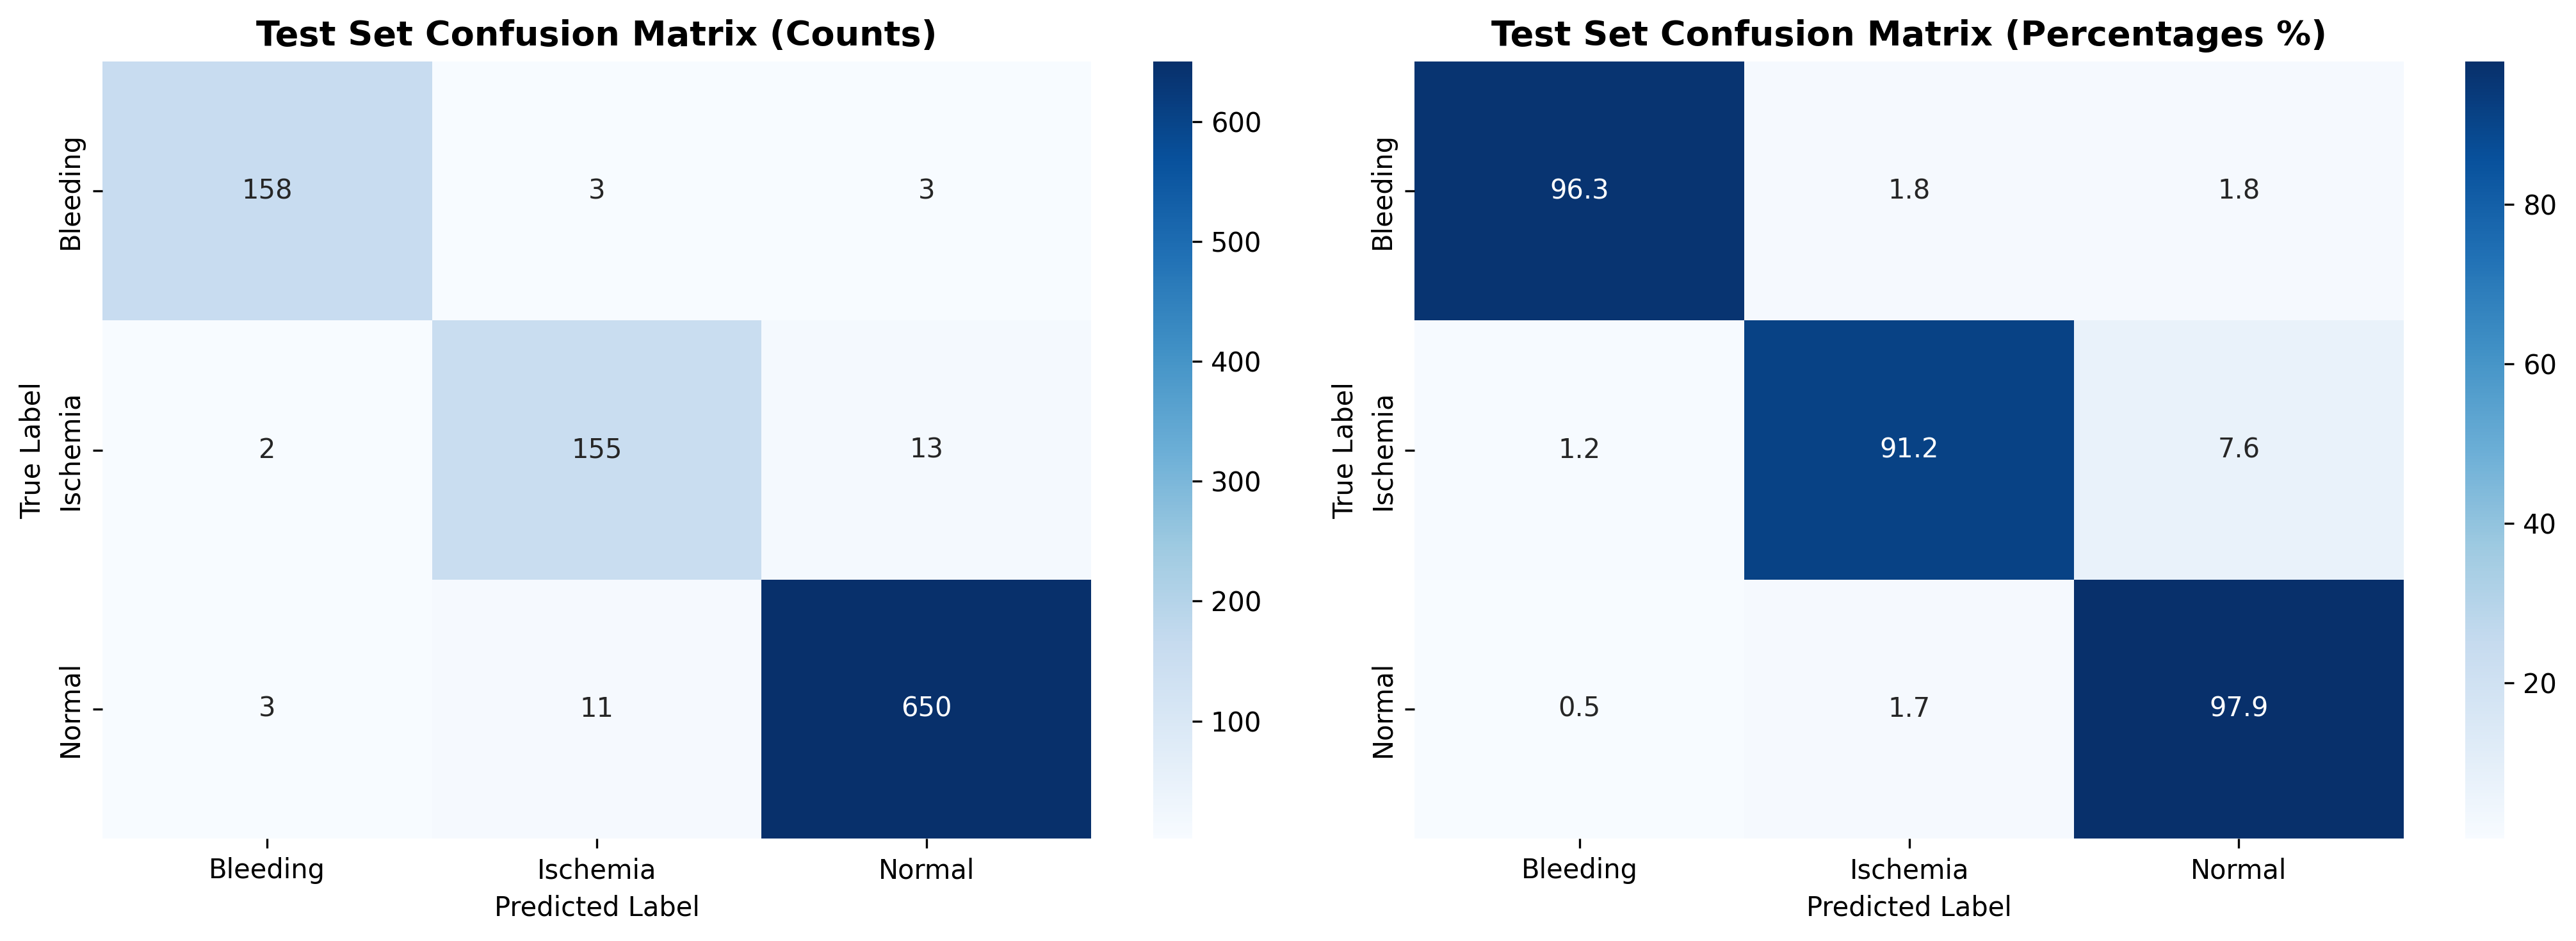 Test Set Confusion Matrix (Counts)
True Label
Bleeding
158 3 3
Ischemia
2 155 13
Normal
3 11 650
Bleeding Ischemia Normal
Predicted Label
600
500
400
300
200
100
Test Set Confusion Matrix (Percentages %)
True Label
Bleeding
96.3 1.8 1.8
Ischemia
1.2 91.2 7.6
Normal
0.5 1.7 97.9
Bleeding Ischemia Normal
Predicted Label
80
60
40
20